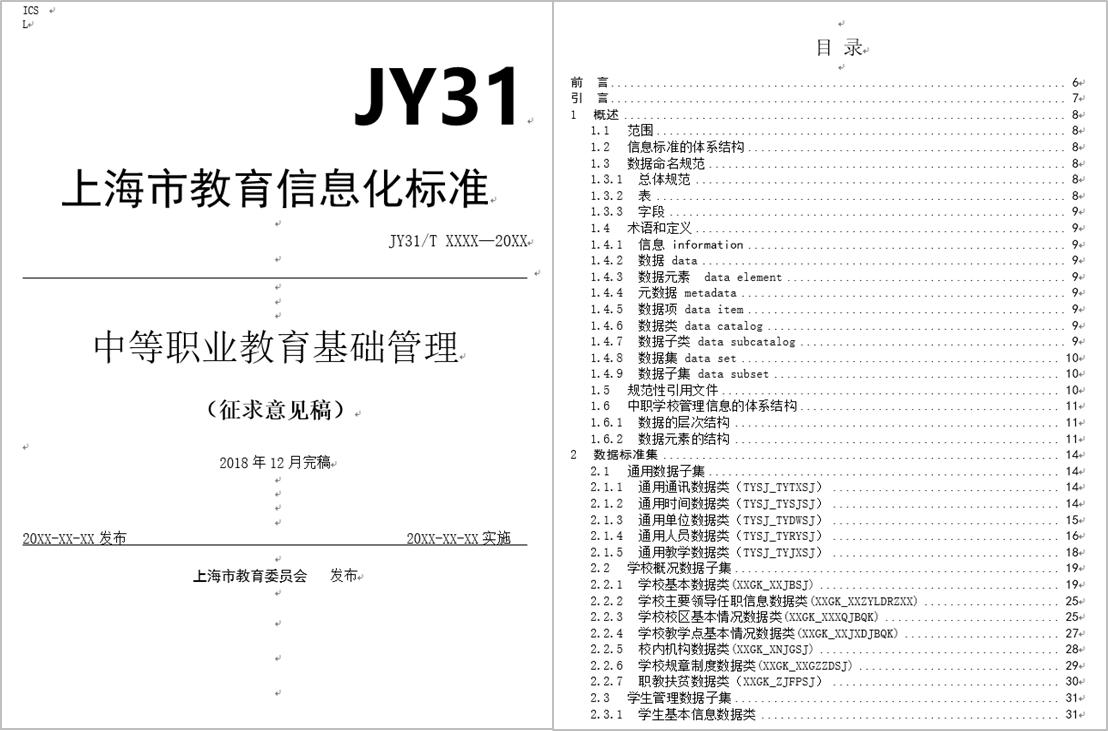 ICS
L
JY31
上海市教育信息化标准
JY31/T XXXX—20XX
中等职业教育基础管理
（征求意见稿）
2018 年 12 月完稿
20XX-XX-XX 发布 20XX-XX-XX 实施
上海市教育委员会 发布
目 录
前 言 6
引 言 7
1 概述 8
1.1 范围 8
1.2 信息标准的体系结构 8
1.3 数据命名规范 8
1.3.1 总体规范 8
1.3.2 表 8
1.3.3 字段 9
1.4 术语和定义 9
1.4.1 信息 information 9
1.4.2 数据 data 9
1.4.3 数据元素 data element 9
1.4.4 元数据 metadata 9
1.4.5 数据项 data item 9
1.4.6 数据类 data catalog 9
1.4.7 数据子类 data subcatalog 9
1.4.8 数据集 data set 10
1.4.9 数据子集 data subset 10
1.5 规范性引用文件 10
1.6 中职学校管理信息的体系结构 11
1.6.1 数据的层次结构 11
1.6.2 数据元素的结构 11
2 数据标准集 14
2.1 通用数据子集 14
2.1.1 通用通讯数据类（TYSJ_TYTXSJ） 14
2.1.2 通用时间数据类（TYSJ_TYSJSJ） 14
2.1.3 通用单位数据类（TYSJ_TYDWSJ） 15
2.1.4 通用人员数据类（TYSJ_TYRYSJ） 16
2.1.5 通用教学数据类（TYSJ_TYJXSJ） 18
2.2 学校概况数据子集 19
2.2.1 学校基本数据类(XXGK_XXJBSJ) 19
2.2.2 学校主要领导任职信息数据类(XXGK_XXZYLDRZXX) 25
2.2.3 学校校区基本情况数据类(XXGK_XXXQJBQK) 25
2.2.4 学校教学点基本情况数据类(XXGK_XXJXDJBQK) 27
2.2.5 校内机构数据类(XXGK_XNJGSJ) 28
2.2.6 学校规章制度数据类(XXGK_XXGZZDSJ) 29
2.2.7 职教扶贫数据类（XXGK_ZJFPSJ） 30
2.3 学生管理数据子集 31
2.3.1 学生基本信息数据类 31